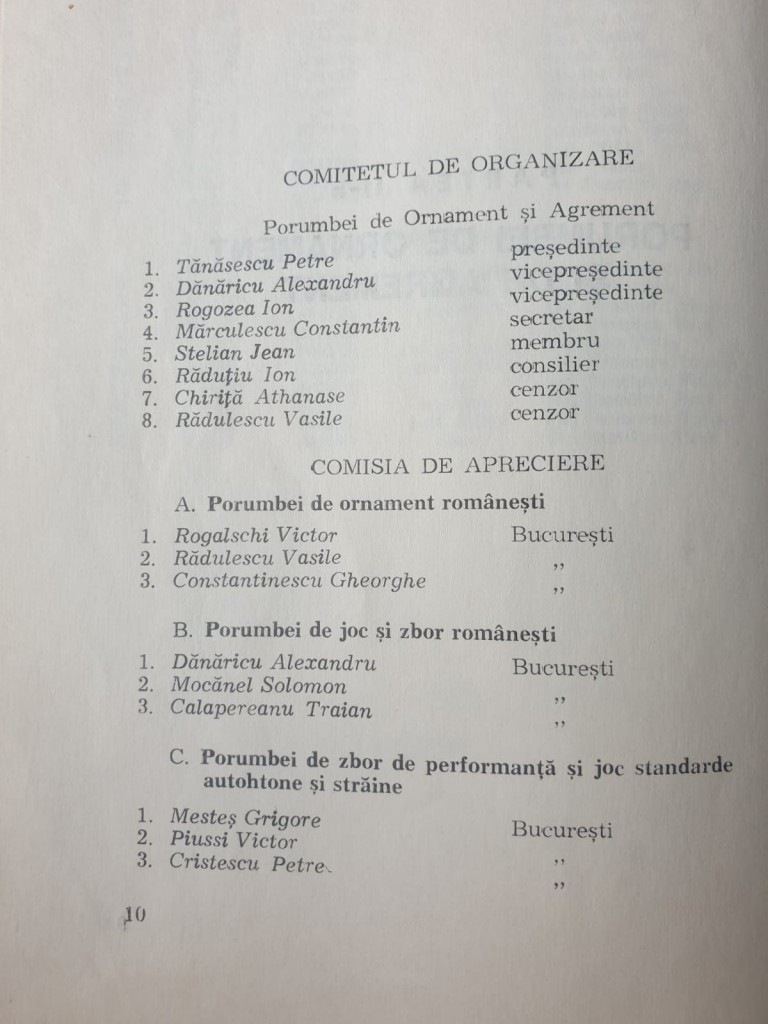 COMITETUL DE ORGANIZARE
Porumbei de Ornament și Agrement
1. Tănăsescu Petre președinte
2. Dănăricu Alexandru vicepreședinte
3. Rogozea Ion vicepreședinte
4. Mărculescu Constantin secretar
5. Stelian Jean membru
6. Răduțiu Ion consilier
7. Chiriță Athanase cenzor
8. Rădulescu Vasile cenzor
COMISIA DE APRECIERE
A. Porumbei de ornament românești
1. Rogalschi Victor București
2. Rădulescu Vasile ,,
3. Constantinescu Gheorghe ,,
B. Porumbei de joc și zbor românești
1. Dănăricu Alexandru București
2. Mocănel Solomon ,,
3. Calapereanu Traian ,,
C. Porumbei de zbor de performanță și joc standarde
autohtone și străine
1. Mesteș Grigore București
2. Piussi Victor ,,
3. Cristescu Petre ,,
10